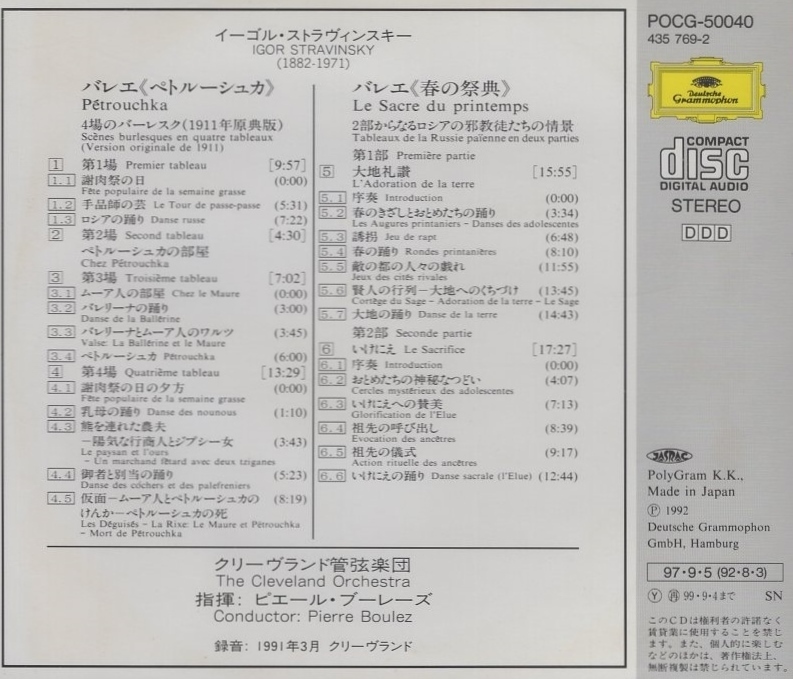 イーゴル・ストラヴィンスキー
IGOR STRAVINSKY
(1882-1971)
バレエ《ペトルーシュカ》
Pétrouchka
4場のバーレスク(1911年原典版)
Scènes burlesques en quatre tableaux
(Version originale de 1911)
1 第1場 Premier tableau [9:57]
1.1 謝肉祭の日 (0:00)
Fête populaire de la semaine grasse
1.2 手品師の芸 Le Tour de passe-passe (5:31)
1.3 ロシアの踊り Danse russe (7:22)
2 第2場 Second tableau [4:30]
ペトルーシュカの部屋
Chez Pétrouchka
3 第3場 Troisième tableau [7:02]
3.1 ムーア人の部屋 Chez le Maure (0:00)
3.2 バレリーナの踊り (3:00)
Danse de la Ballérine
3.3 バレリーナとムーア人のワルツ (3:45)
Valse: La Ballérine et le Maure
3.4 ペトルーシュカ Pétrouchka (6:00)
4 第4場 Quatrième tableau [13:29]
4.1 謝肉祭の日の夕方 (0:00)
Fête populaire de la semaine grasse
4.2 乳母の踊り Danse des nounous (1:10)
4.3 熊を連れた農夫
–陽気な行商人とジプシー女 (3:43)
Le paysan et l'ours
– Un marchand fêtard avec deux tziganes
4.4 御者と別当の踊り (5:23)
Danse des cóchers et des palefreniers
4.5 仮面–ムーア人とペトルーシュカの (8:19)
けんか–ペトルーシュカの死
Les Déguisés – La Rixe: Le Maure et Pétrouchka
– Mort de Pétrouchka
バレエ《春の祭典》
Le Sacre du printemps
2部からなるロシアの邪教徒たちの情景
Tableaux de la Russie païenne en deux parties
第1部 Première partie
5 大地礼讃 [15:55]
L'Adoration de la terre
5.1 序奏 Introduction (0:00)
5.2 春のきざしとおとめたちの踊り (3:34)
Les Augures printaniers – Danses des adolescentes
5.3 誘拐 Jeu de rapt (6:48)
5.4 春の踊り Rondes printanières (8:10)
5.5 敵の都の人々の戯れ (11:55)
Jeux des cités rivales
5.6 賢人の行列–大地へのくちづけ (13:45)
Cortège du Sage – Adoration de la terre – Le Sage
5.7 大地の踊り Danse de la terre (14:43)
第2部 Seconde partie
6 いけにえ Le Sacrifice [17:27]
6.1 序奏 Introduction (0:00)
6.2 おとめたちの神秘なつどい (4:07)
Cercles mystérieux des adolescentes
6.3 いけにえへの賛美 (7:13)
Glorification de l'Elue
6.4 祖先の呼び出し (8:39)
Evocation des ancêtres
6.5 祖先の儀式 (9:17)
Action rituelle des ancêtres
6.6 いけにえの踊り Danse sacrale (l'Elue) (12:44)
クリーヴランド管弦楽団
The Cleveland Orchestra
指揮: ピエール・ブーレーズ
Conductor: Pierre Boulez
録音: 1991年3月 クリーヴランド
POCG-50040
435 769-2
Deutsche
Grammophon
COMPACT
disc
DIGITAL AUDIO
STEREO
DDD
JASRAC
PolyGram K.K.,
Made in Japan
Ⓟ 1992
Deutsche Grammophon
GmbH, Hamburg
97・9・5 (92・8・3)
Ⓨ 再 99・9・4まで SN
このCDは権利者の許諾なく
賃貸業に使用することを禁じ
ます。また、個人的に楽しむ
などのほかは、著作権法上、
無断複製は禁じられています。